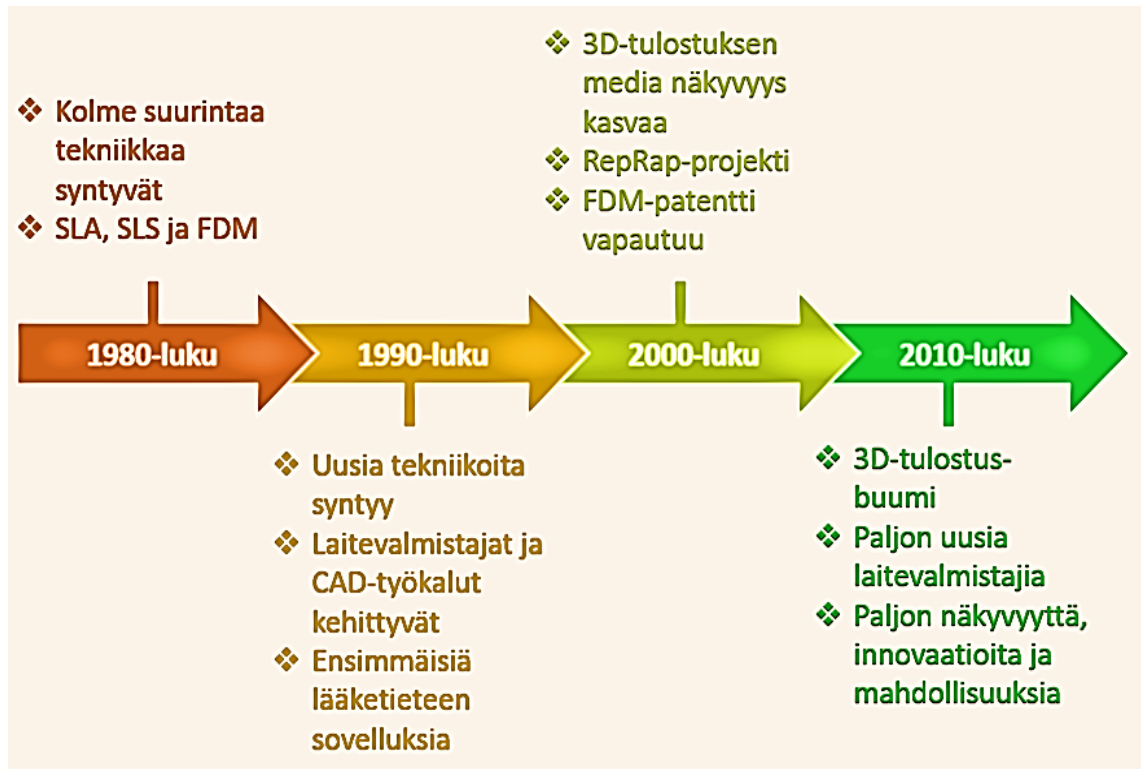 ❖ Kolme suurintaa
tekniikkaa
syntyvät
❖ SLA, SLS ja FDM
❖ 3D-tulostuksen
media näkyvyys
kasvaa
❖ RepRap-projekti
❖ FDM-patentti
vapautuu
1980-luku
1990-luku
2000-luku
2010-luku
❖ Uusia tekniikoita
syntyy
❖ Laitevalmistajat ja
CAD-työkalut
kehittyvät
❖ Ensimmäisiä
lääketieteen
sovelluksia
❖ 3D-tulostus-
buumi
❖ Paljon uusia
laitevalmistajia
❖ Paljon näkyvyyttä,
innovaatioita ja
mahdollisuuksia